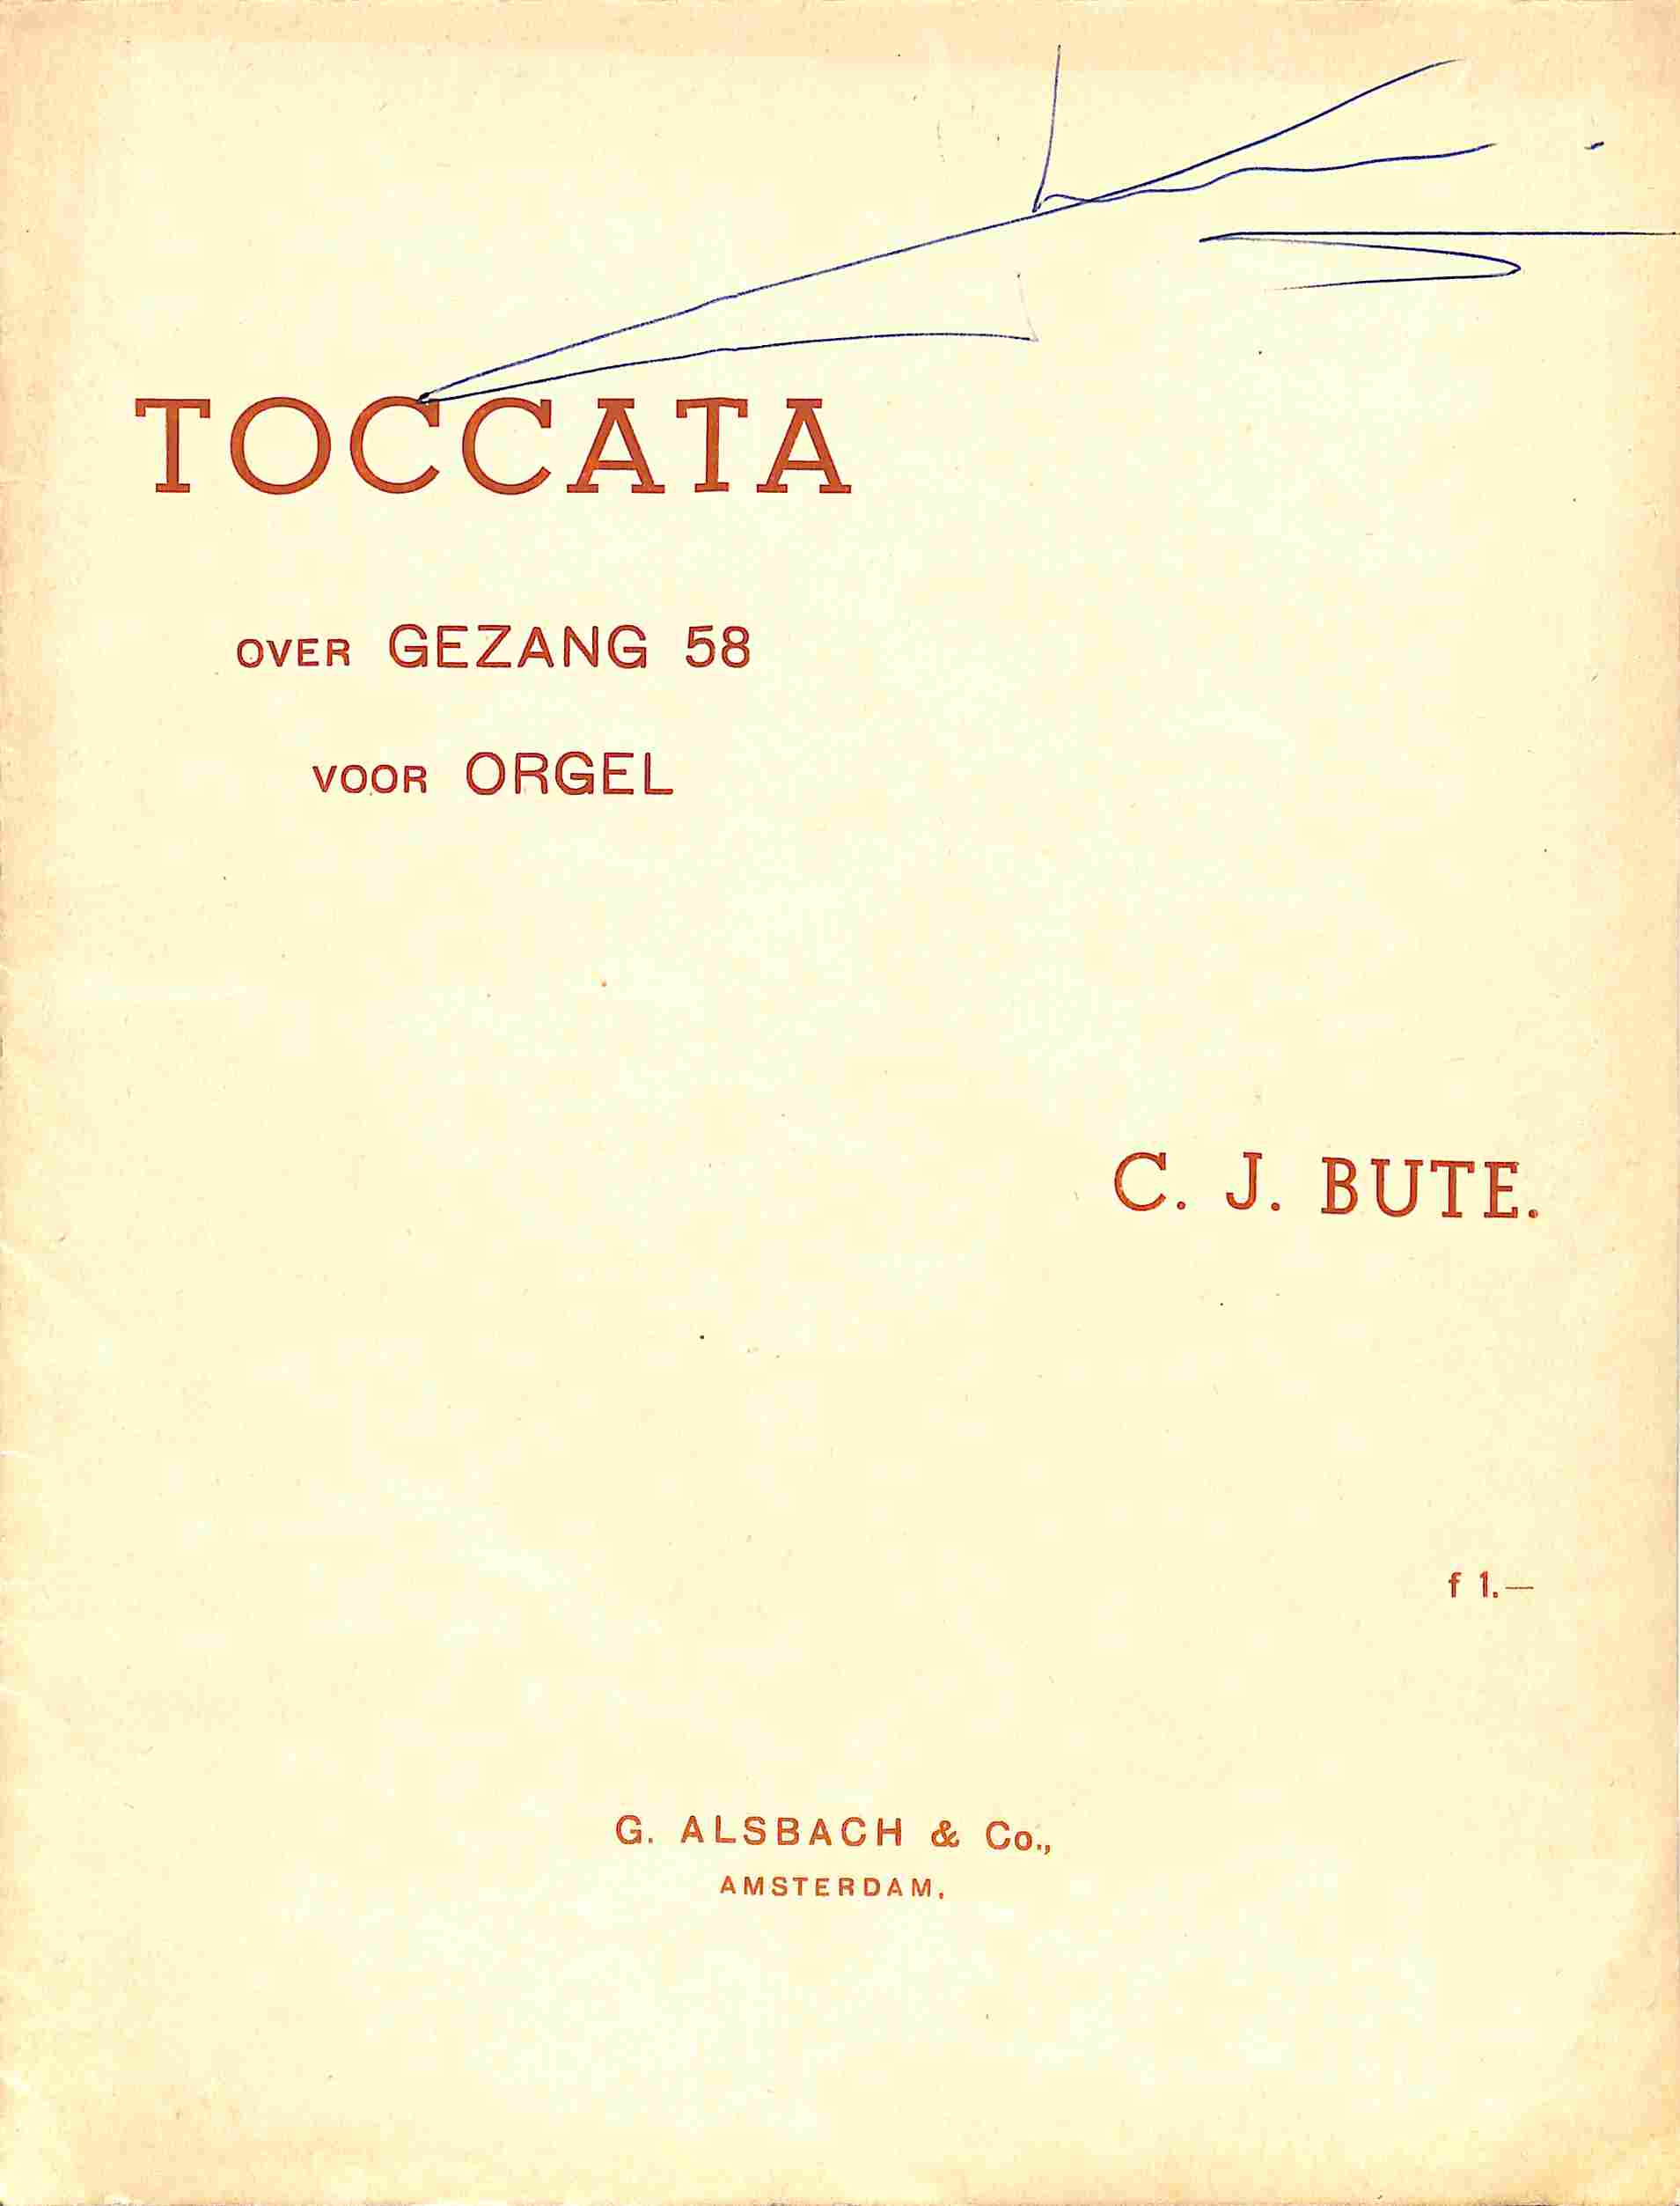 TOCCATA
OVER GEZANG 58
VOOR ORGEL
C. J. BUTE.
f 1.—
G. ALSBACH & Co.,
AMSTERDAM.